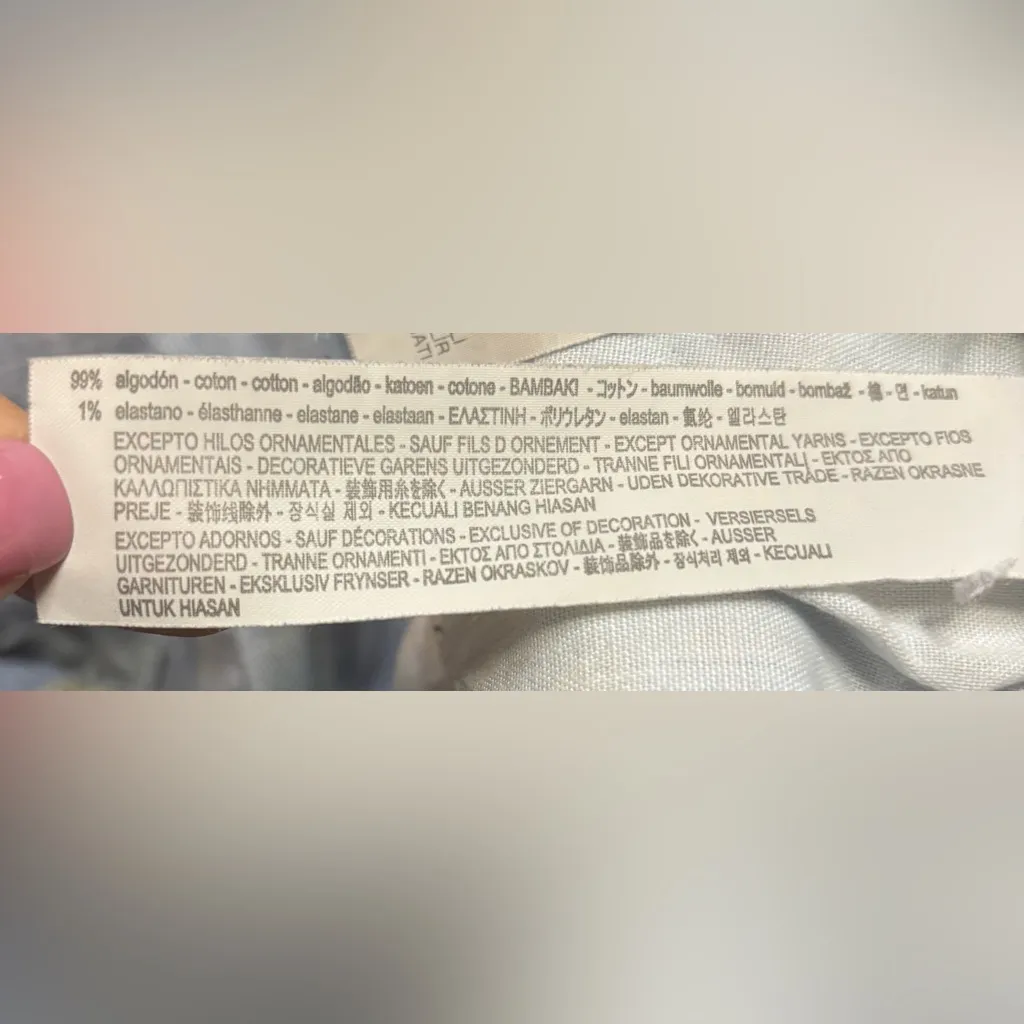 99% algodón - coton - cotton - algodão - katoen - cotone - BAMBAKI - コットン - baumwolle - bomuld - bombaž - 棉 - 면 - katun
1% elastano - élasthanne - elastane - elastaan - ΕΛΑΣΤΙΝΗ - ポリウレタン - elastan - 氨纶 - 엘라스탄
EXCEPTO HILOS ORNAMENTALES - SAUF FILS D ORNEMENT - EXCEPT ORNAMENTAL YARNS - EXCEPTO FIOS
ORNAMENTAIS - DECORATIEVE GARENS UITGEZONDERD - TRANNE FILI ORNAMENTALI - ΕΚΤΟΣ ΑΠΟ
ΚΑΛΛΩΠΙΣΤΙΚΑ ΝΗΜΜΑΤΑ - 装飾用糸を除く - AUSSER ZIERGARN - UDEN DEKORATIVE TRADE - RAZEN OKRASNE
PREJE - 装饰线除外 - 장식실 제외 - KECUALI BENANG HIASAN
EXCEPTO ADORNOS - SAUF DÉCORATIONS - EXCLUSIVE OF DECORATION - VERSIERSELS
UITGEZONDERD - TRANNE ORNAMENTI - ΕΚΤΟΣ ΑΠΟ ΣΤΟΛΙΔΙΑ - 装飾品を除く - AUSSER
GARNITUREN - EKSKLUSIV FRYNSER - RAZEN OKRASKOV - 装饰品除外 - 장식처리 제외 - KECUALI
UNTUK HIASAN